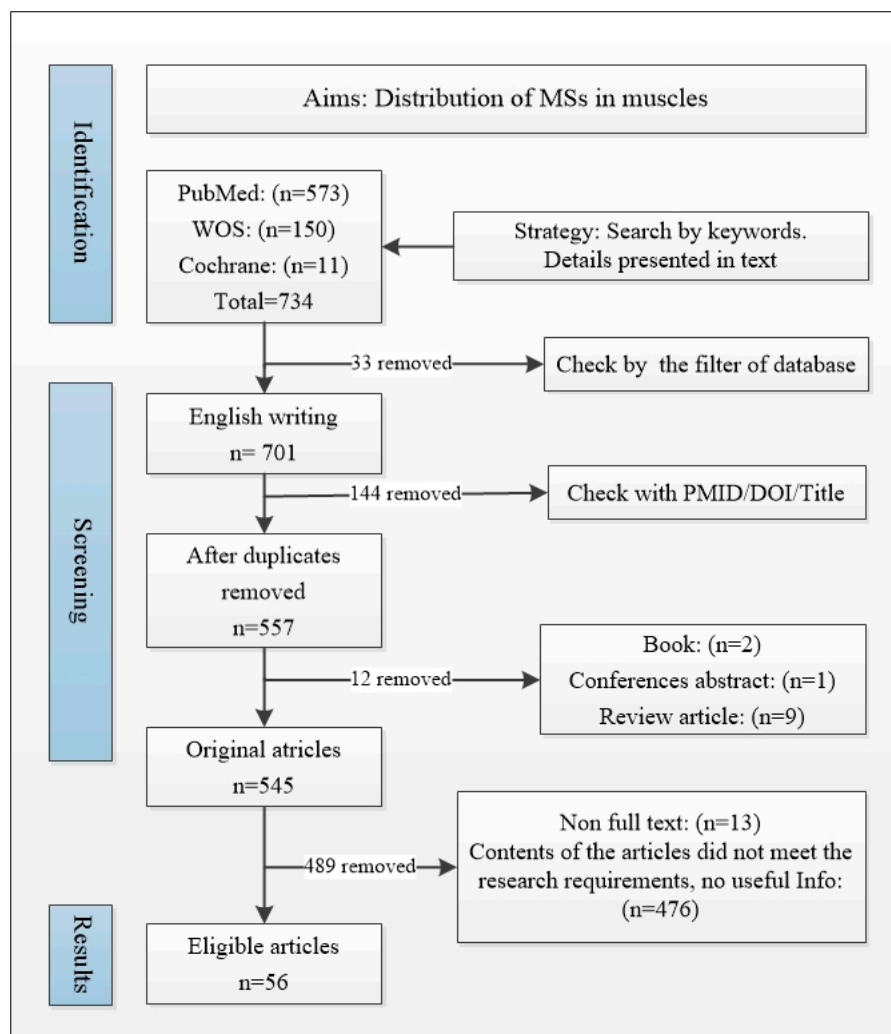 Identification
Aims: Distribution of MSs in muscles
PubMed: (n=573)
WOS: (n=150)
Cochrane: (n=11)
Total=734
Strategy: Search by keywords.
Details presented in text
33 removed
Check by the filter of database
Screening
English writing
n= 701
144 removed
Check with PMID/DOI/Title
After duplicates
removed
n=557
12 removed
Book: (n=2)
Conferences abstract: (n=1)
Review article: (n=9)
Original atricles
n=545
489 removed
Non full text: (n=13)
Contents of the articles did not meet the
research requirements, no useful Info:
(n=476)
Results
Eligible articles
n=56